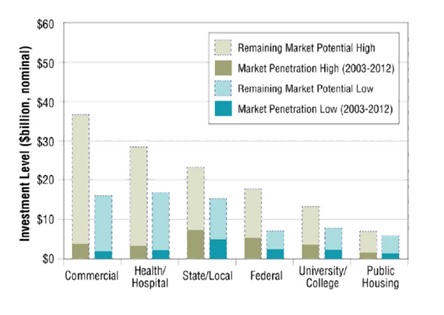 $60
$50
$40
$30
$20
$10
$0
Investment Level ($billion, nominal)
Remaining Market Potential High
Market Penetration High (2003-2012)
Remaining Market Potential Low
Market Penetration Low (2003-2012)
Commercial
Health/
Hospital
State/Local
Federal
University/
College
Public
Housing